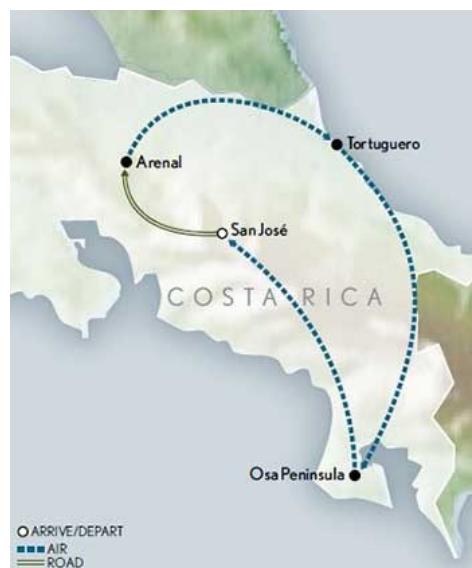 Tortuguero
Arenal
San José
COSTA RICA
Osa Peninsula
ARRIVE/DEPART
AIR
ROAD